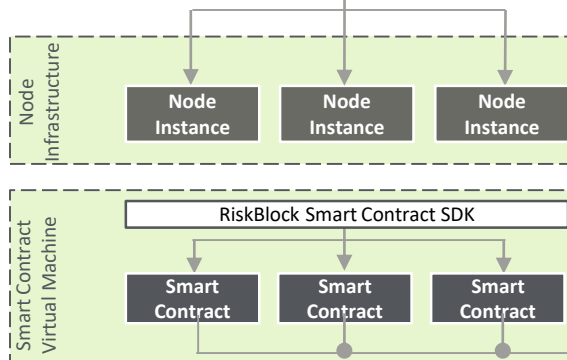 Node
Infrastructure
Node
Instance
Node
Instance
Node
Instance
Smart Contract
Virtual Machine
RiskBlock Smart Contract SDK
Smart
Contract
Smart
Contract
Smart
Contract